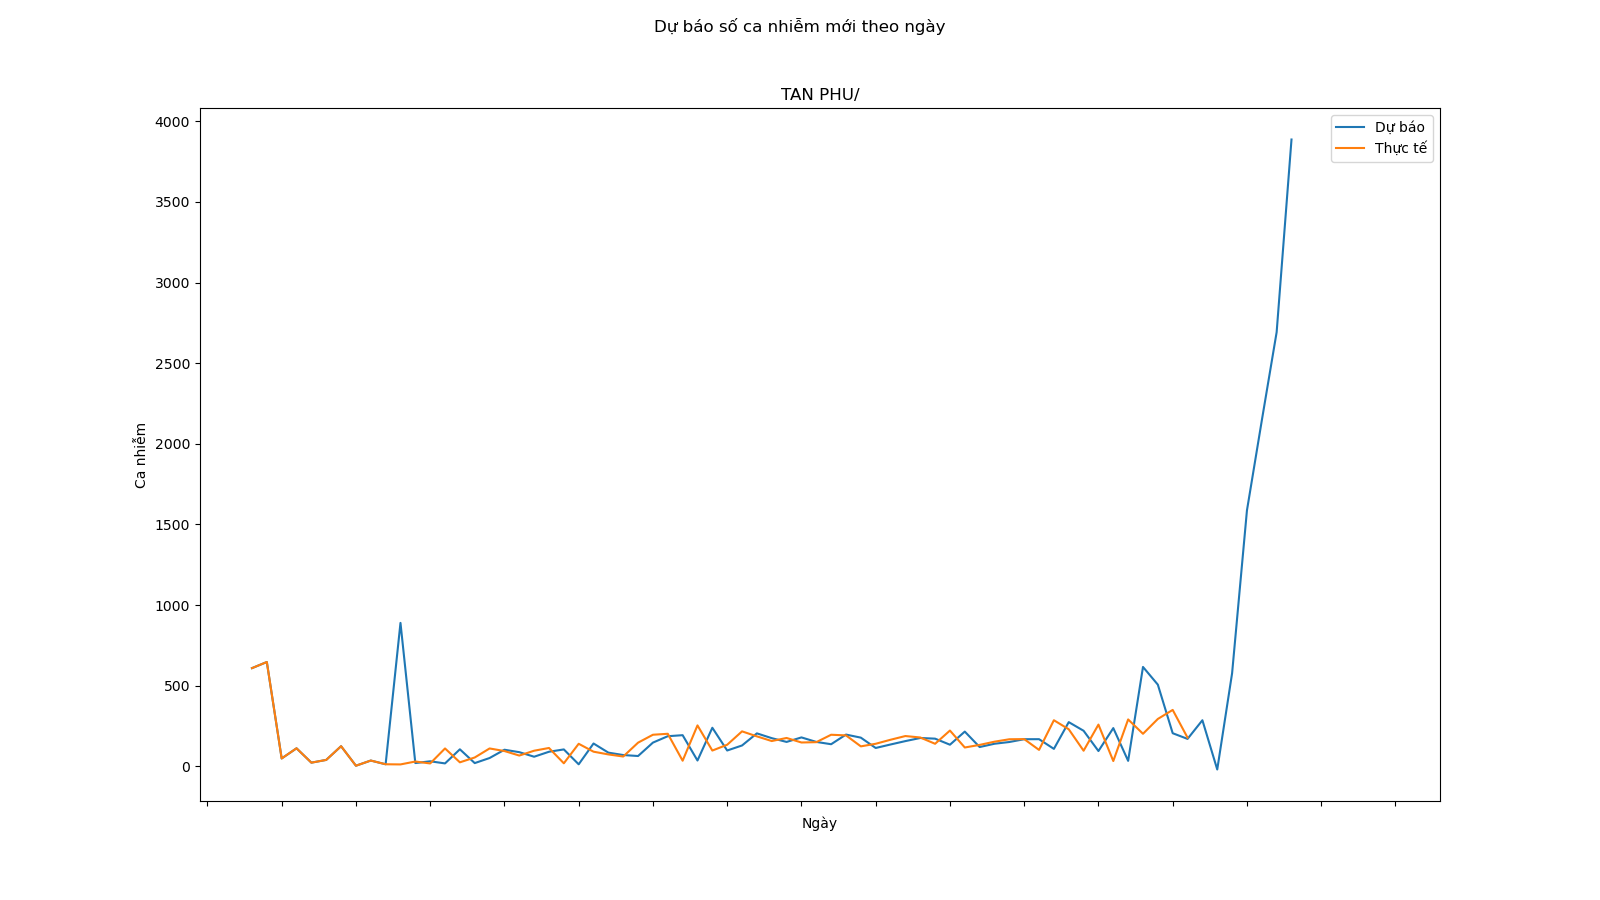 Dự báo số ca nhiễm mới theo ngày
TAN PHU/
4000
3500
3000
2500
2000
1500
1000
500
0
Ca nhiễm
Ngày
Dự báo
Thực tế